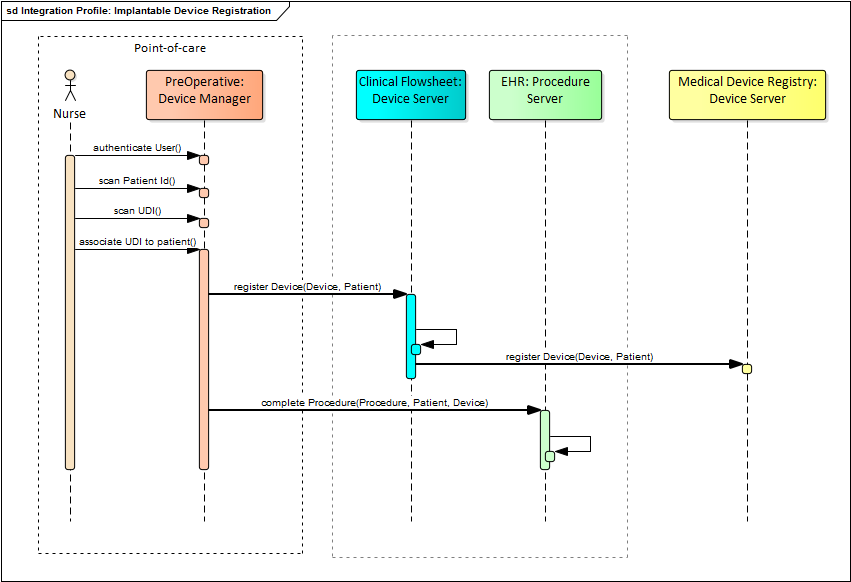 sd Integration Profile: Implantable Device Registration
Point-of-care
Nurse
PreOperative:
Device Manager
Clinical Flowsheet:
Device Server
EHR: Procedure
Server
Medical Device Registry:
Device Server
authenticate User()
scan Patient Id()
scan UDI()
associate UDI to patient()
register Device(Device, Patient)
register Device(Device, Patient)
complete Procedure(Procedure, Patient, Device)